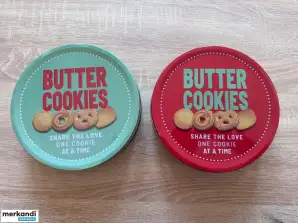 BUTTER
COOKIES
SHARE THE LOVE
ONE COOKIE
AT A TIME
BUTTER
COOKIES
SHARE THE LOVE
ONE COOKIE
AT A TIME
merkandi